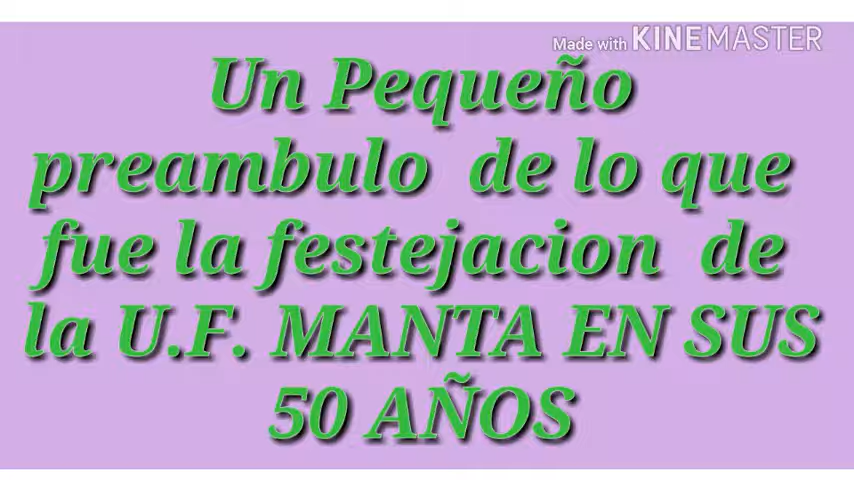 Made with KINEMASTER
Un Pequeño
preambulo de lo que
fue la festejacion de
la U.F. MANTA EN SUS
50 AÑOS